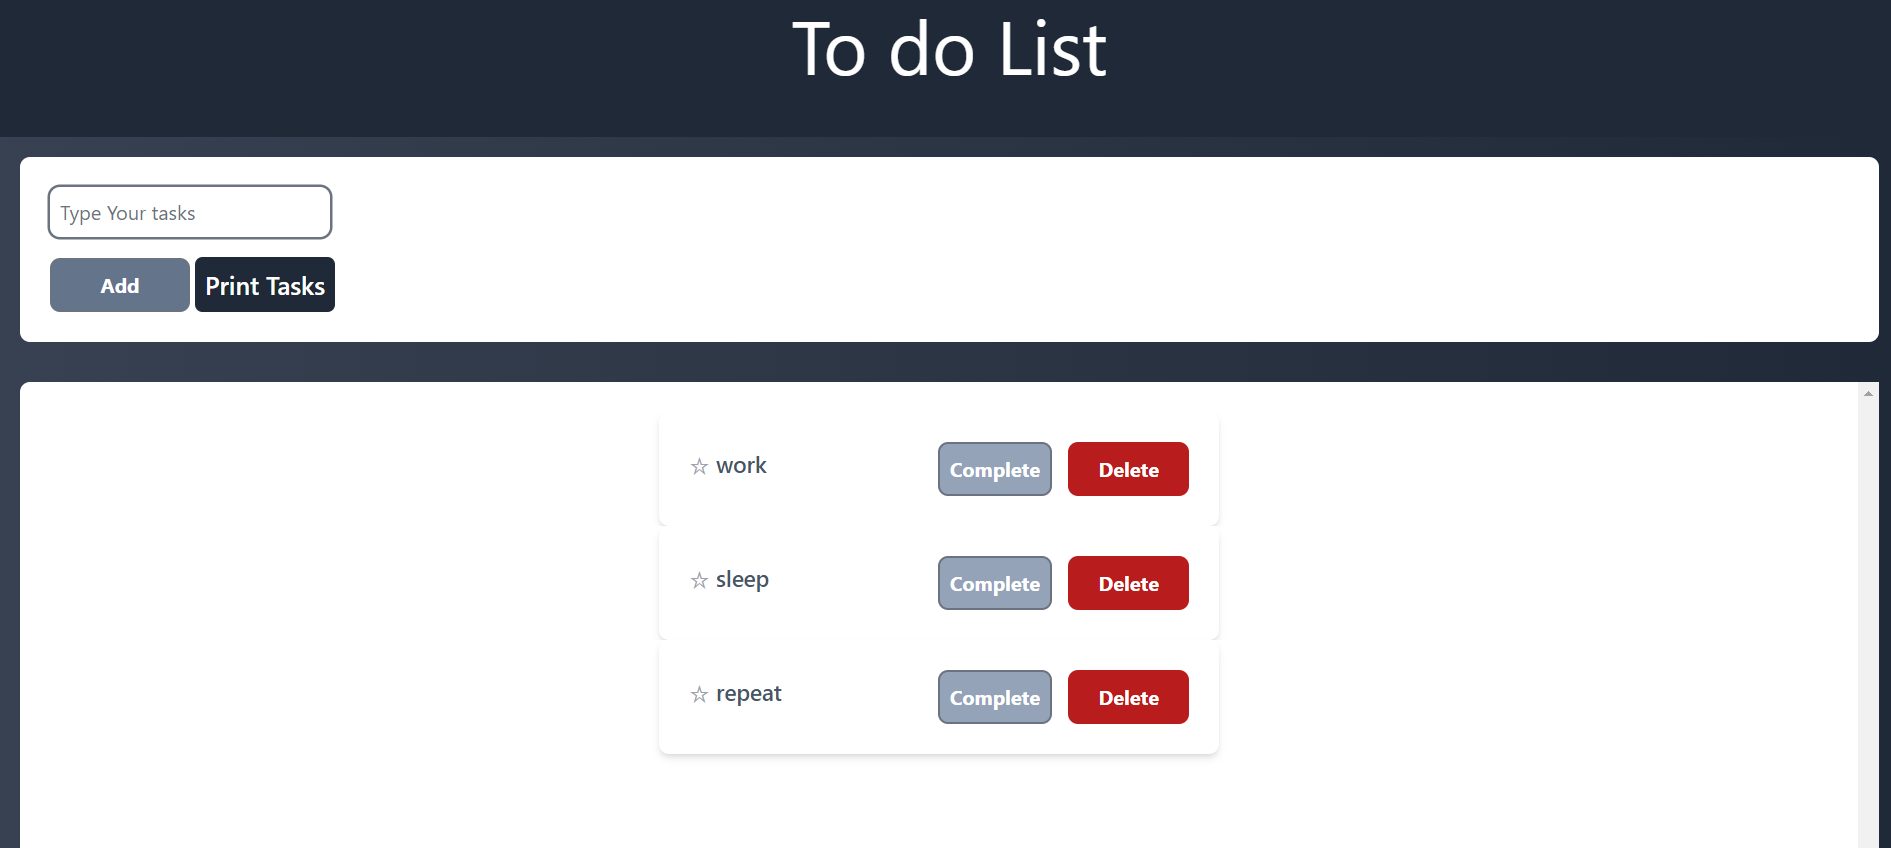 To do List
Type Your tasks
Add Print Tasks
☆ work Complete Delete
☆ sleep Complete Delete
☆ repeat Complete Delete